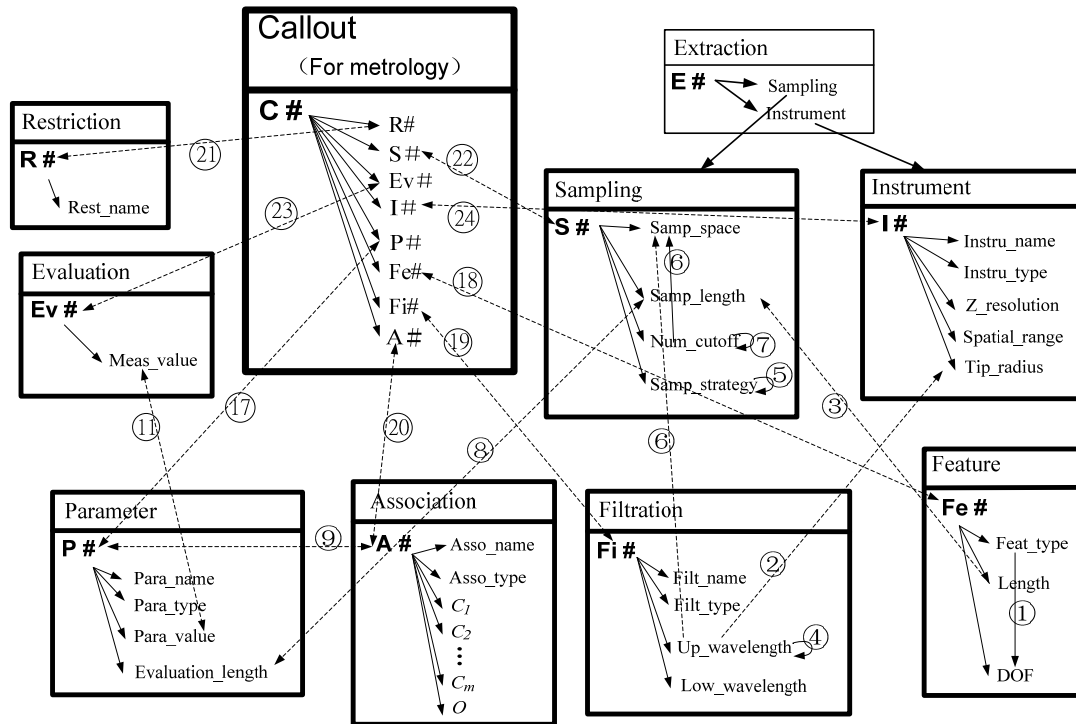 Callout
（For metrology）
C #
R#
S#
Ev#
I#
P#
Fe#
Fi#
A#
Extraction
E #
Sampling
Instrument
Restriction
R #
Rest_name
㉑
㉒
㉓
㉔
Sampling
S #
Samp_space
⑥
Samp_length
Num_cutoff
⑦
Samp_strategy
⑤
Instrument
I #
Instru_name
Instru_type
Z_resolution
Spatial_range
Tip_radius
Evaluation
Ev #
Meas_value
⑱
⑲
⑰
⑪
⑳
⑧
⑥
③
Parameter
P #
Para_name
Para_type
Para_value
Evaluation_length
⑨
Association
A #
Asso_name
Asso_type
C1
C2
⋮
Cm
O
Filtration
Fi #
Filt_name
Filt_type
Up_wavelength
④
Low_wavelength
②
Feature
Fe #
Feat_type
Length
①
DOF